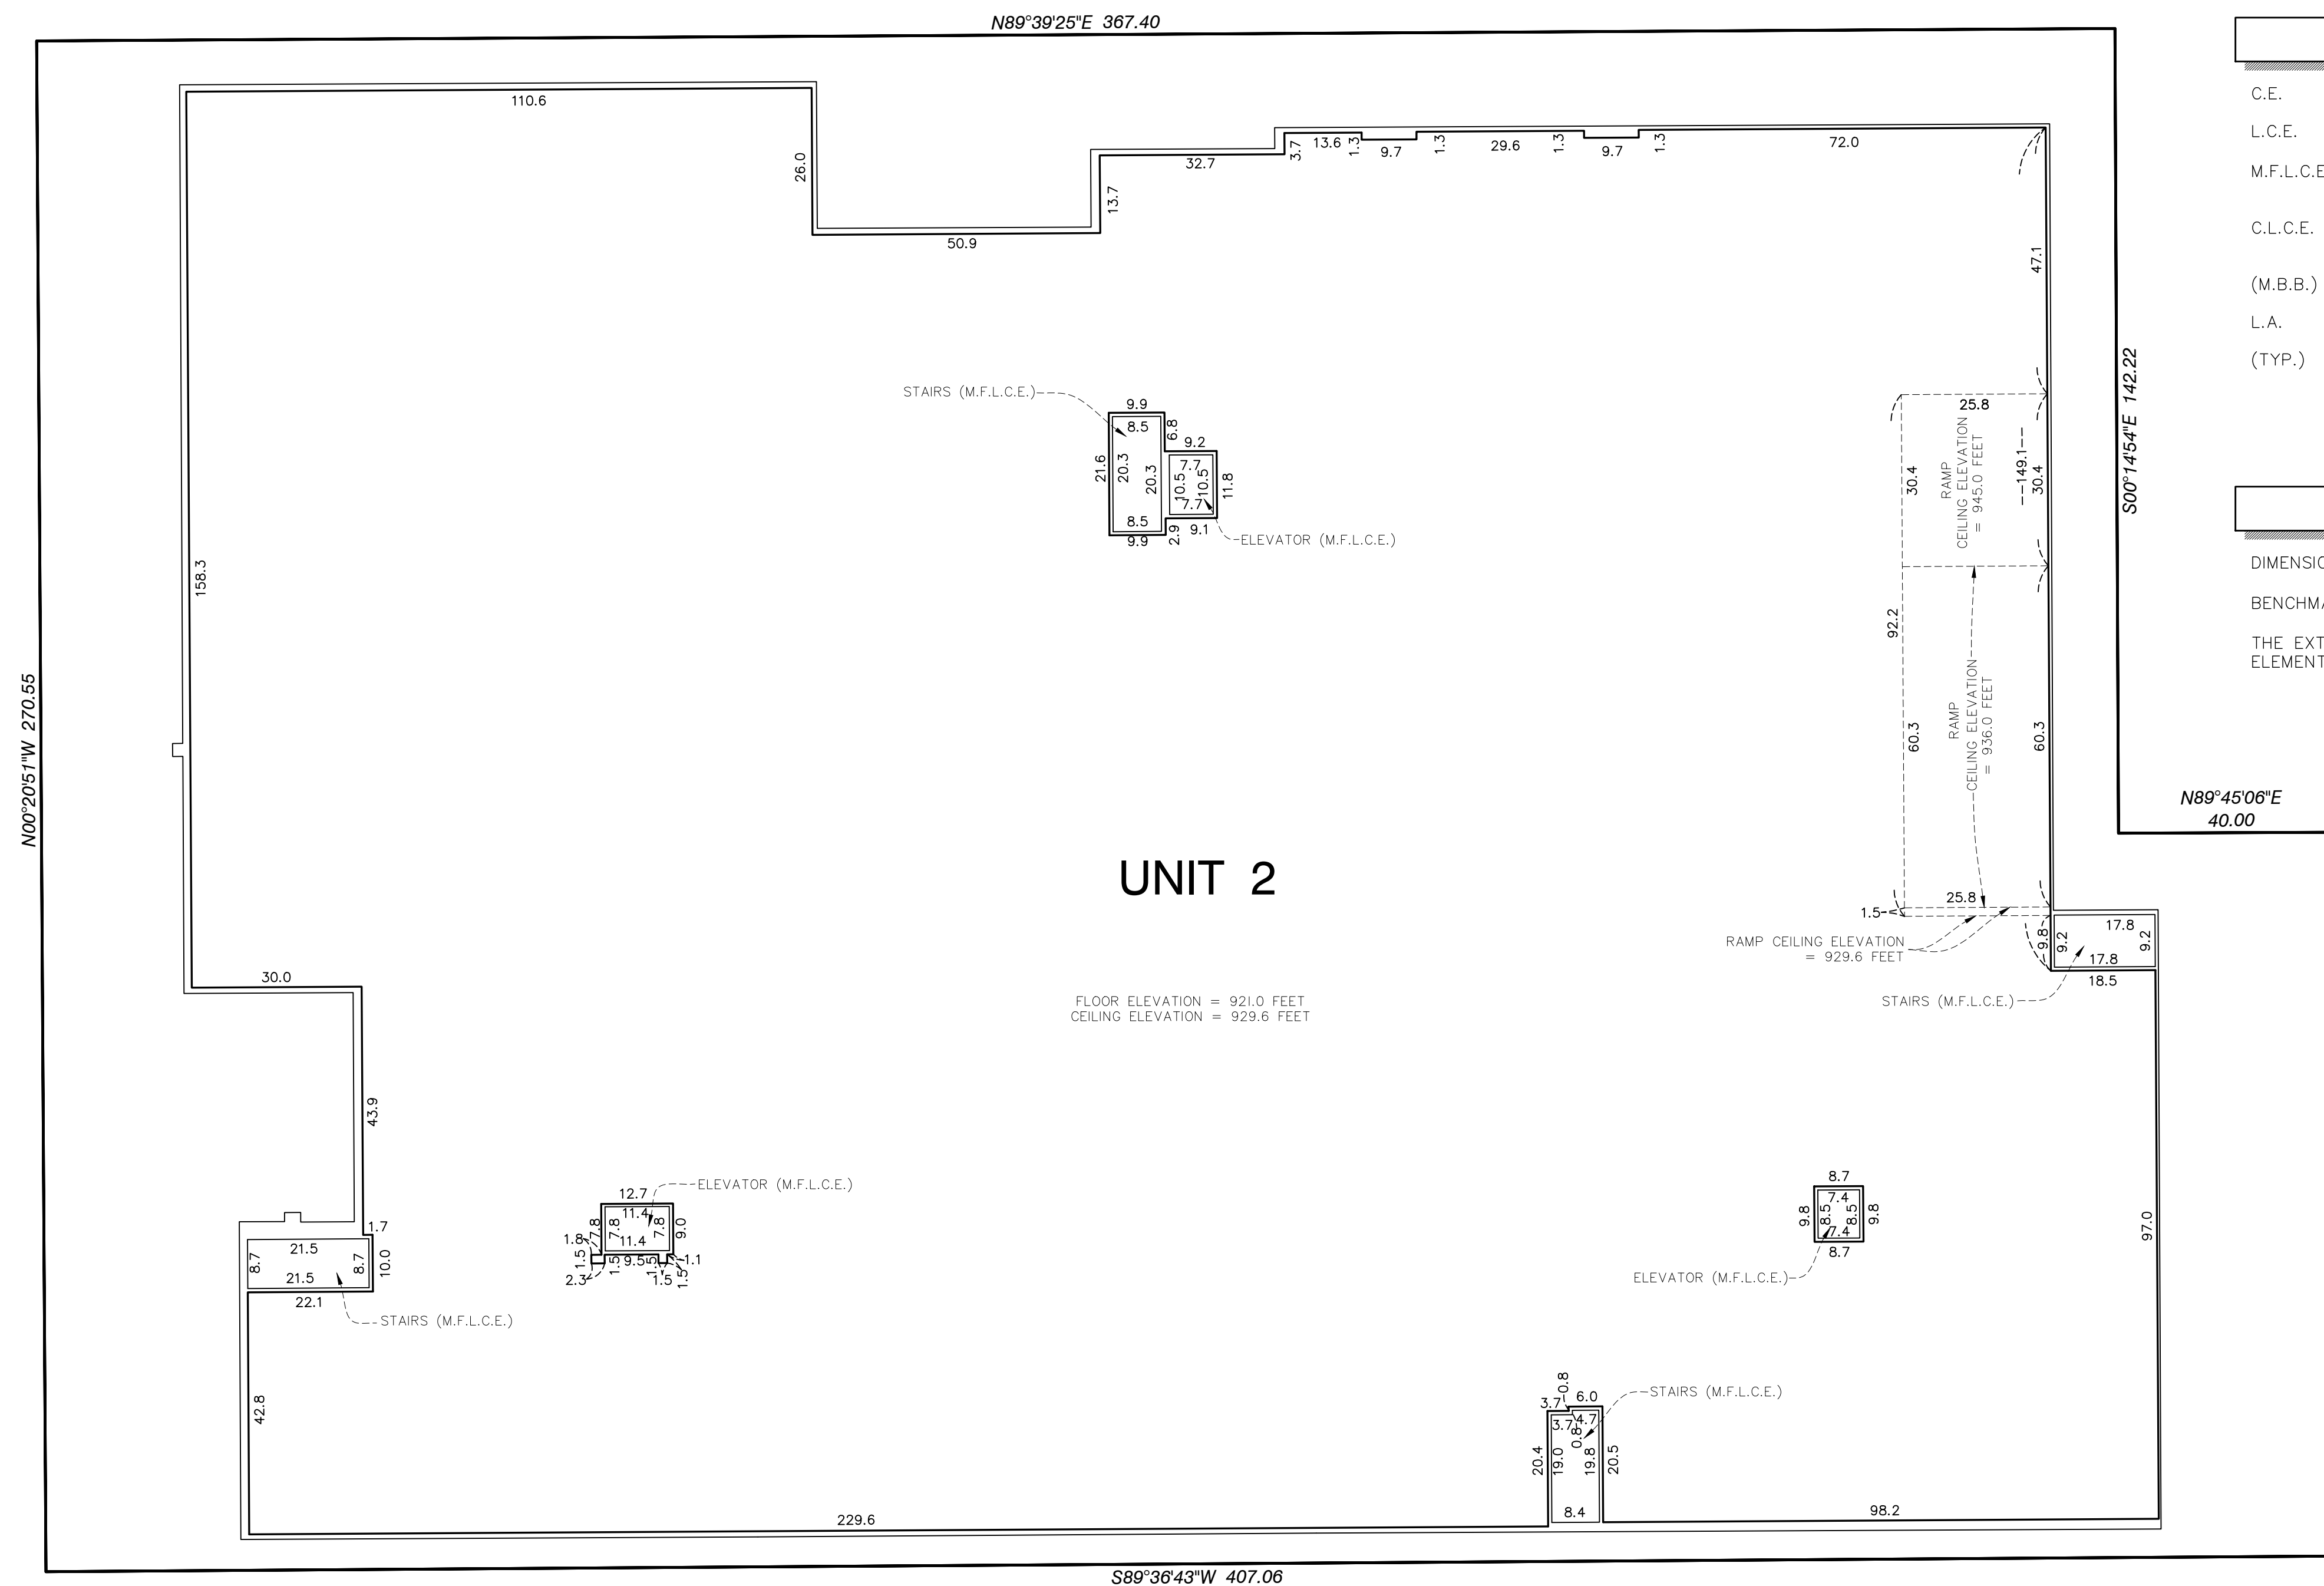 N89°39'25"E 367.40
110.6
26.0
50.9
13.7
32.7
3.7
13.6
1.3
9.7
1.3
29.6
1.3
9.7
1.3
72.0
47.1
C.E.
L.C.E.
M.F.L.C.E
C.L.C.E.
(M.B.B.)
L.A.
(TYP.)
S00°14'54"E 142.22
STAIRS (M.F.L.C.E.)
9.9
8.5
6.8
9.2
21.6
20.3
20.3
7.7
10.5
10.5
11.8
7.7
8.5
9.9
2.9
9.1
ELEVATOR (M.F.L.C.E.)
25.8
30.4
RAMP
CEILING ELEVATION
= 945.0 FEET
149.1
30.4
DIMENSIO
BENCHMA
THE EXT
ELEMENT
158.3
92.2
60.3
RAMP
CEILING ELEVATION
= 936.0 FEET
60.3
N00°20'51"W 270.55
N89°45'06"E
40.00
UNIT 2
25.8
1.5
RAMP CEILING ELEVATION
= 929.6 FEET
9.8
9.2
17.8
9.2
17.8
18.5
STAIRS (M.F.L.C.E.)
30.0
FLOOR ELEVATION = 921.0 FEET
CEILING ELEVATION = 929.6 FEET
43.9
1.7
21.5
8.7
8.7
10.0
21.5
22.1
STAIRS (M.F.L.C.E.)
42.8
ELEVATOR (M.F.L.C.E.)
12.7
11.4
7.8
7.8
7.8
9.0
11.4
1.8
1.5
1.5
9.5
1.5
1.1
2.3
1.5
1.5
8.7
7.4
9.8
8.5
8.5
9.8
7.4
8.7
ELEVATOR (M.F.L.C.E.)
97.0
0.8
3.7
6.0
STAIRS (M.F.L.C.E.)
3.7
4.7
0.8
20.4
19.0
19.8
20.5
8.4
229.6
98.2
S89°36'43"W 407.06